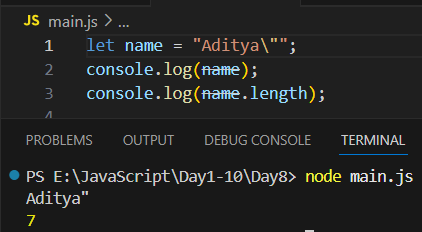 JS main.js > ...
1 let name = "Aditya\"";
2 console.log(name);
3 console.log(name.length);
4
PROBLEMS OUTPUT DEBUG CONSOLE TERMINAL
PS E:\JavaScript\Day1-10\Day8> node main.js
Aditya"
7